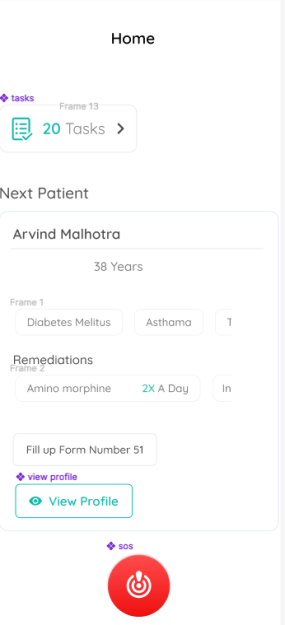 Home
tasks
Frame 13
20 Tasks
Next Patient
Arvind Malhotra
38 Years
Frame 1
Diabetes Melitus Asthama T
Remediations
Frame 2
Amino morphine 2X A Day In
Fill up Form Number 51
view profile
View Profile
sos